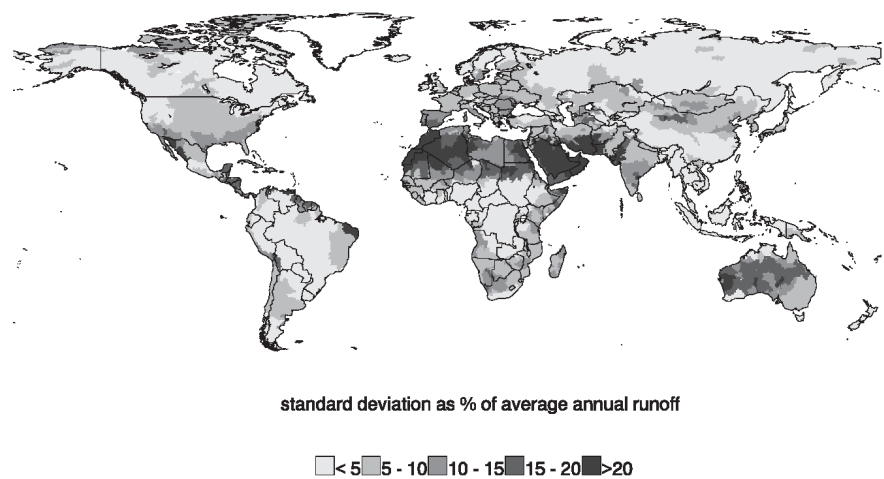 standard deviation as % of average annual runoff
< 5 5 - 10 10 - 15 15 - 20 >20